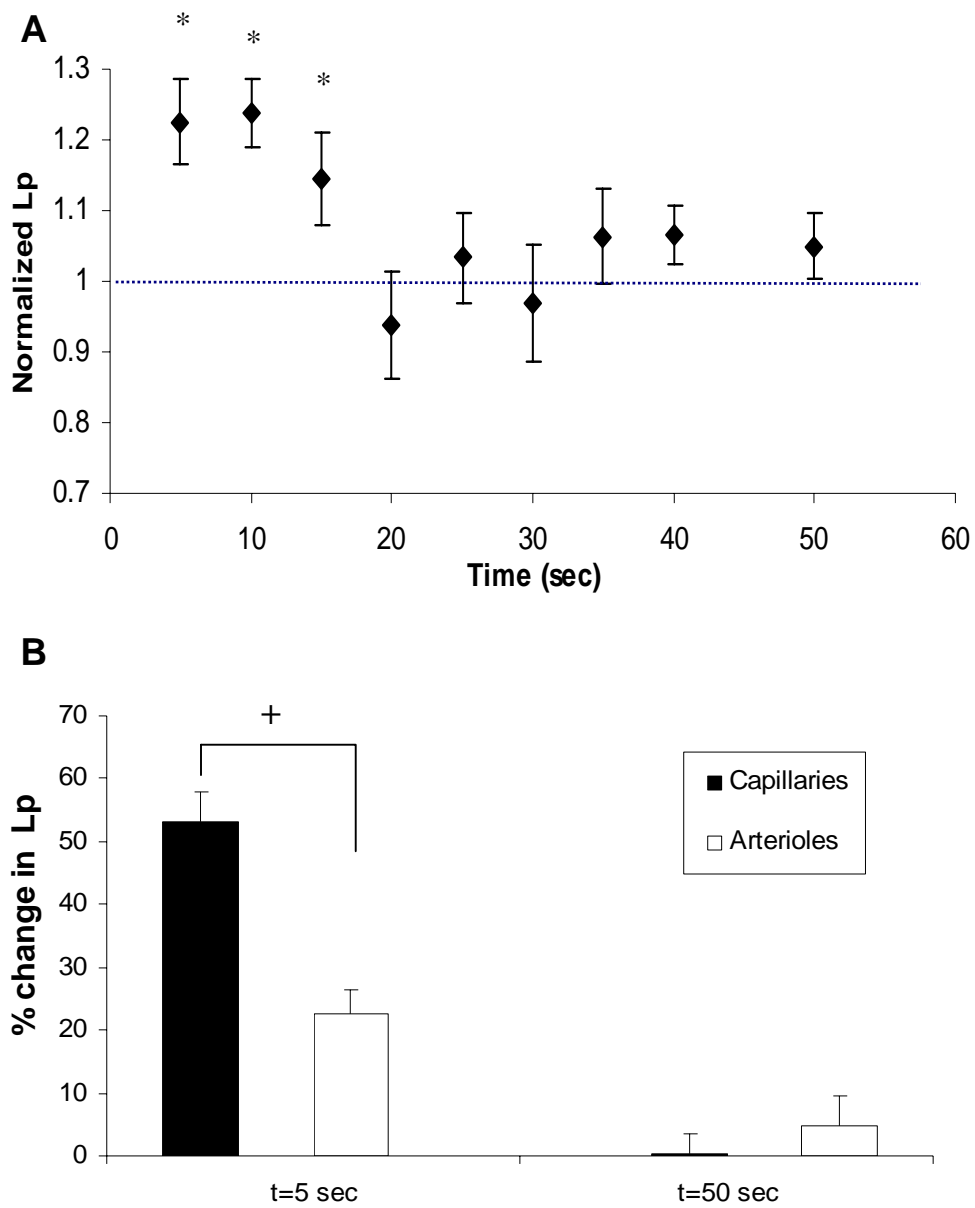 A
* * *
1.3
1.2
1.1
1
0.9
0.8
0.7
Normalized Lp
0 10 20 30 40 50 60
Time (sec)
B
70
60
50
40
30
20
10
0
% change in Lp
+
Capillaries
Arterioles
t=5 sec t=50 sec